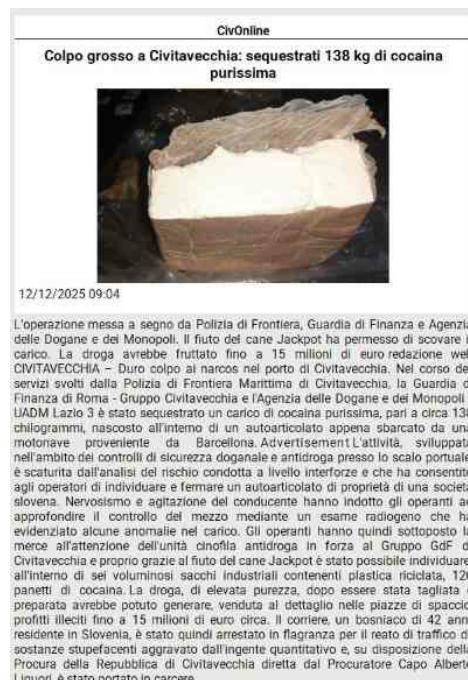 CivOnline
Colpo grosso a Civitavecchia: sequestrati 138 kg di cocaina
purissima
12/12/2025 09:04
L'operazione messa a segno da Polizia di Frontiera, Guardia di Finanza e Agenzia
delle Dogane e dei Monopoli. Il fiuto del cane Jackpot ha permesso di scovare il
carico. La droga avrebbe fruttato fino a 15 milioni di euro redazione web
CIVITAVECCHIA – Duro colpo ai narcos nel porto di Civitavecchia. Nel corso dei
servizi svolti dalla Polizia di Frontiera Marittima di Civitavecchia, la Guardia di
Finanza di Roma - Gruppo Civitavecchia e l'Agenzia delle Dogane e dei Monopoli -
UADM Lazio 3 è stato sequestrato un carico di cocaina purissima, pari a circa 138
chilogrammi, nascosto all'interno di un autoarticolato appena sbarcato da una
motonave proveniente da Barcellona. Advertisement L'attività, sviluppata
nell'ambito dei controlli di sicurezza doganale e antidroga presso lo scalo portuale,
è scaturita dall'analisi del rischio condotta a livello interforze e che ha consentito
agli operatori di individuare e fermare un autoarticolato di proprietà di una società
slovena. Nervosismo e agitazione del conducente hanno indotto gli operanti ad
approfondire il controllo del mezzo mediante un esame radiogeno che ha
evidenziato alcune anomalie nel carico. Gli operanti hanno quindi sottoposto la
merce all'attenzione dell'unità cinofila antidroga in forza al Gruppo GdF di
Civitavecchia e proprio grazie al fiuto del cane Jackpot è stato possibile individuare,
all'interno di sei voluminosi sacchi industriali contenenti plastica riciclata, 120
panetti di cocaina. La droga, di elevata purezza, dopo essere stata tagliata e
preparata avrebbe potuto generare, venduta al dettaglio nelle piazze di spaccio,
profitti illeciti fino a 15 milioni di euro circa. Il corriere, un bosniaco di 42 anni
residente in Slovenia, è stato quindi arrestato in flagranza per il reato di traffico di
sostanze stupefacenti aggravato dall'ingente quantitativo e, su disposizione della
Procura della Repubblica di Civitavecchia diretta dal Procuratore Capo Alberto
Liguori, è stato portato in carcere.